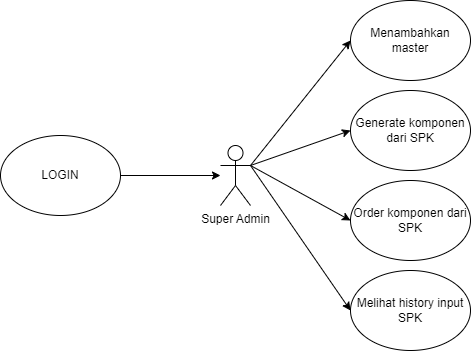 Menambahkan
master
Generate komponen
dari SPK
LOGIN
Super Admin
Order komponen dari
SPK
Melihat history input
SPK